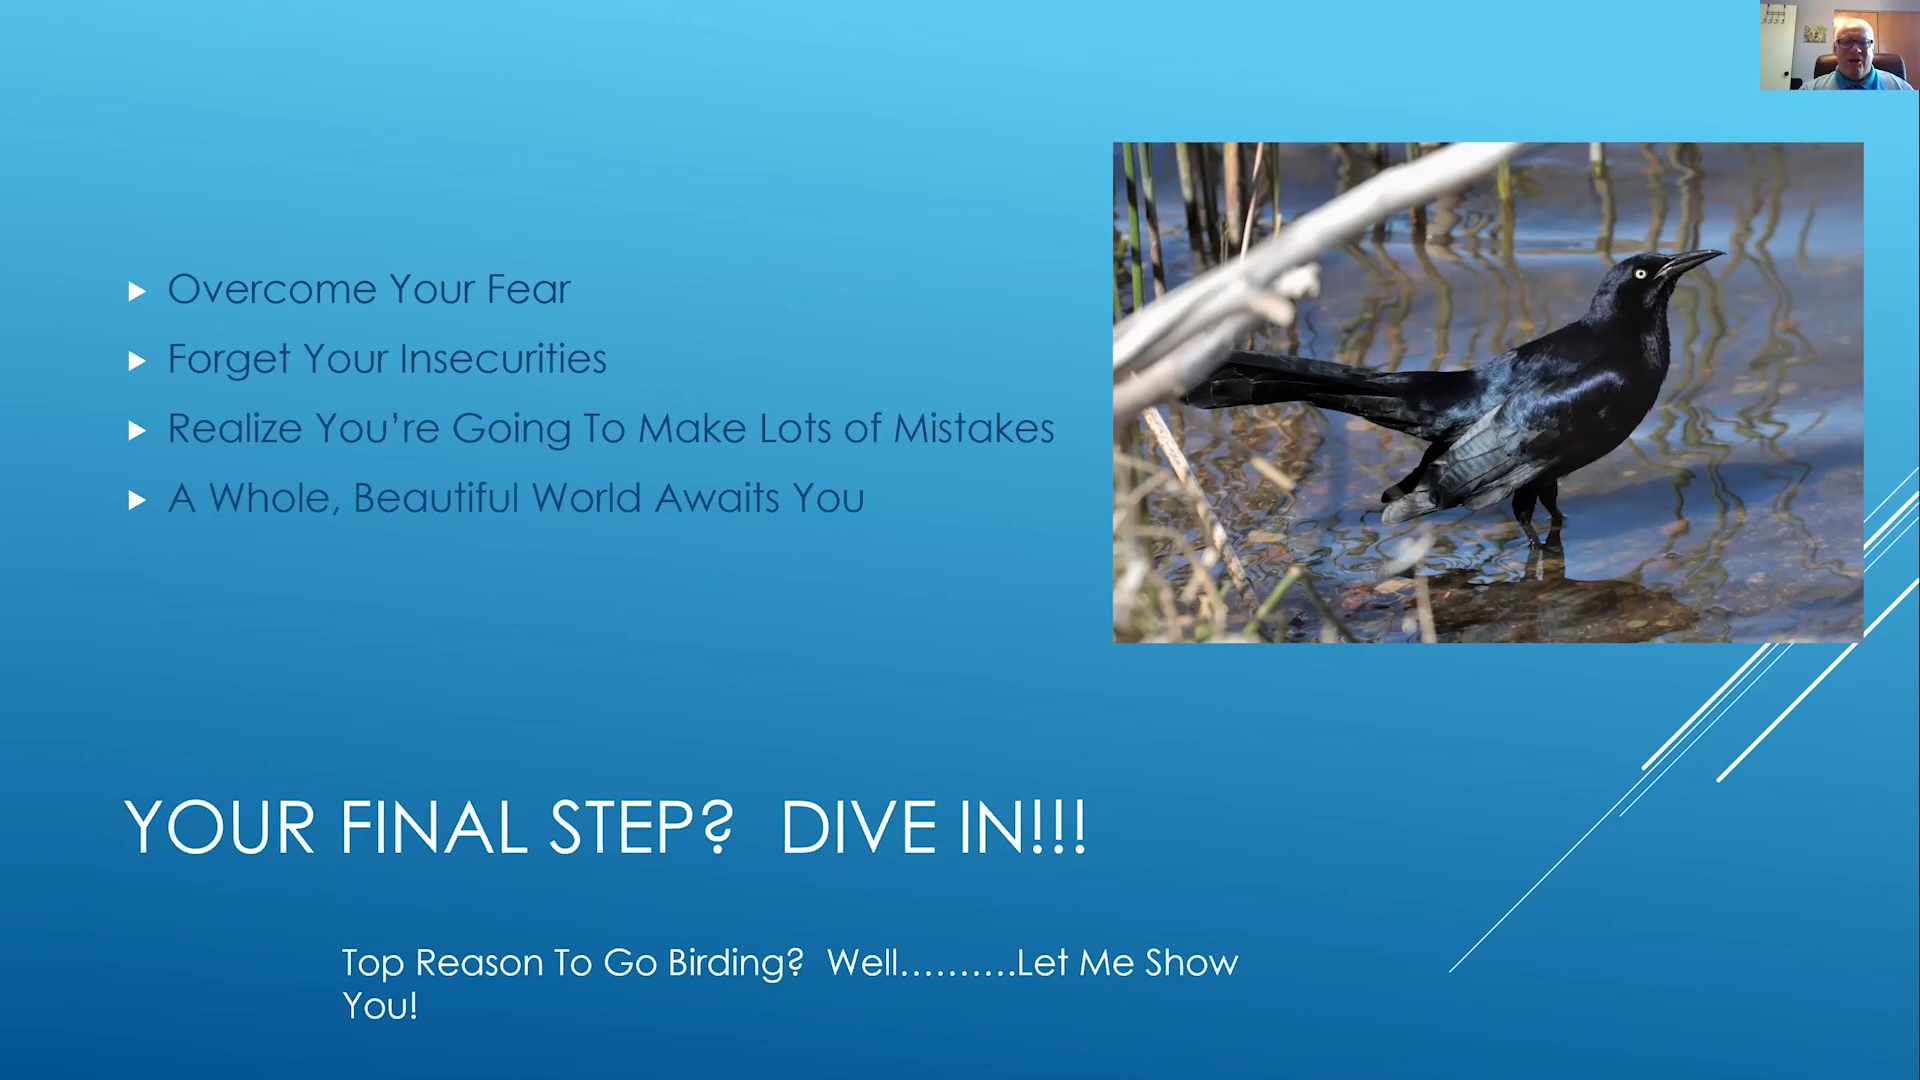 Overcome Your Fear
Forget Your Insecurities
Realize You’re Going To Make Lots of Mistakes
A Whole, Beautiful World Awaits You
YOUR FINAL STEP?  DIVE IN!!!
Top Reason To Go Birding?  Well……….Let Me Show
You!